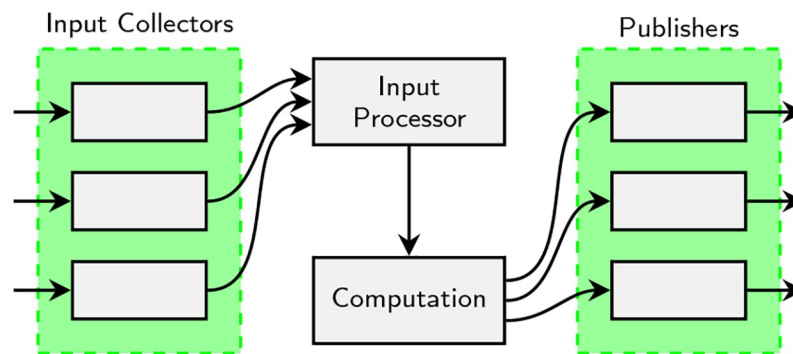 Input Collectors
Publishers
Input
Processor
Computation